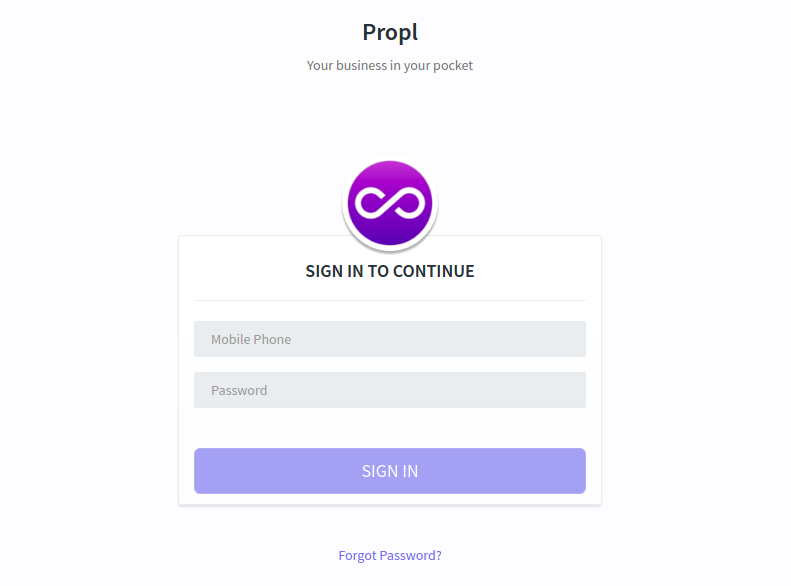 Propl
Your business in your pocket
SIGN IN TO CONTINUE
Mobile Phone
Password
SIGN IN
Forgot Password?